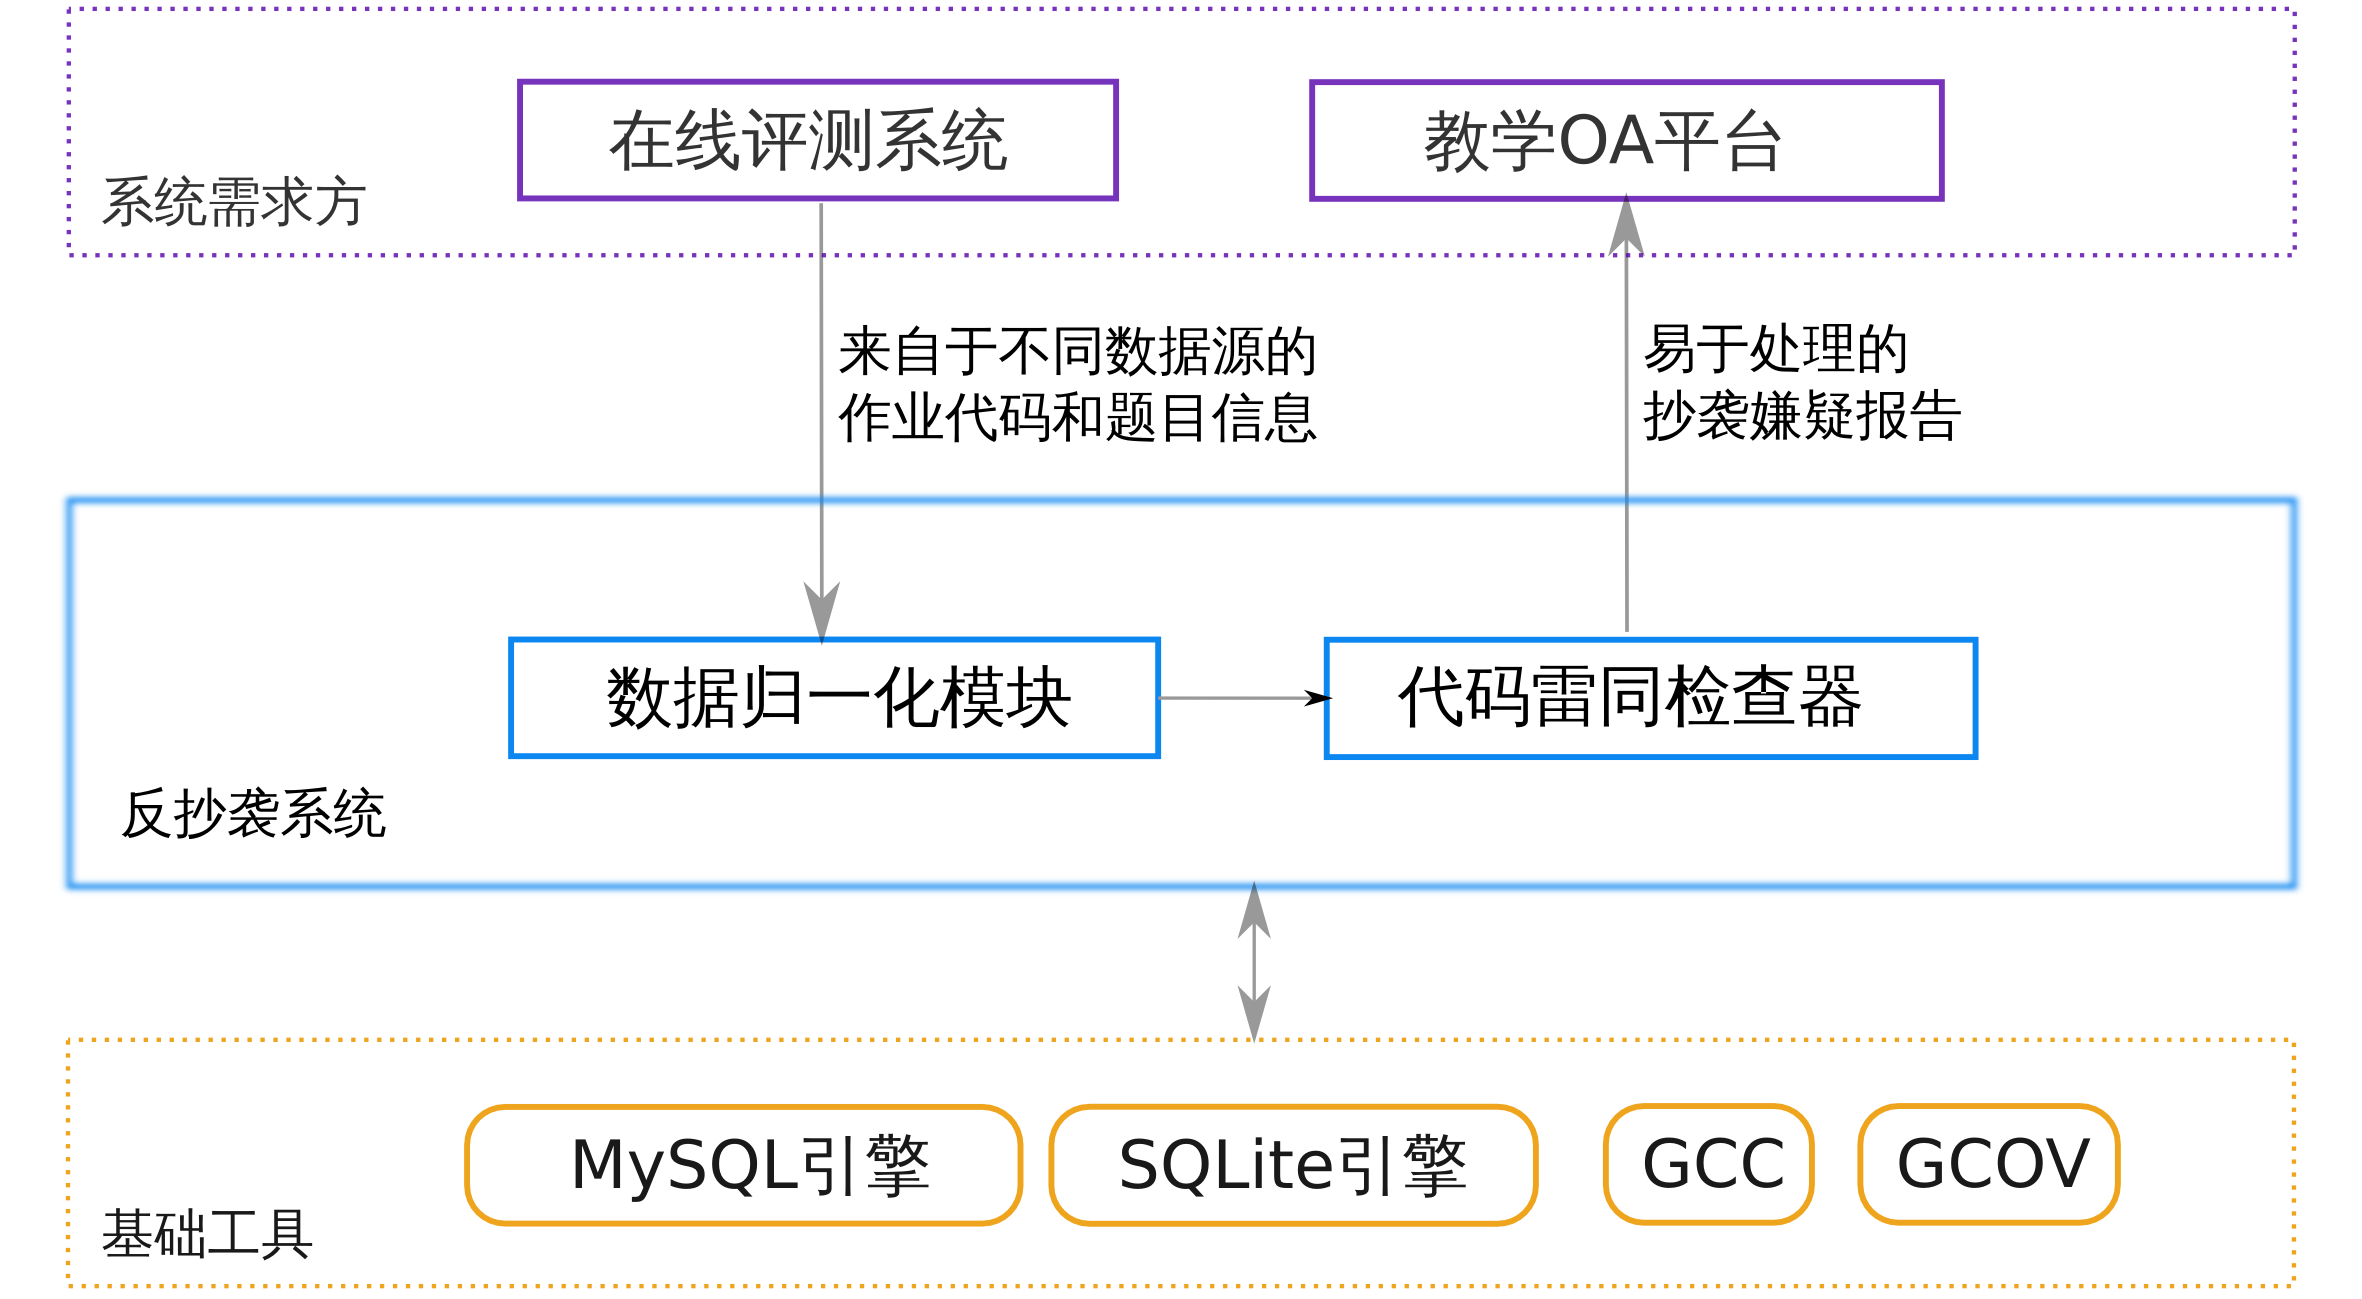 在线评测系统
教学OA平台
系统需求方
来自于不同数据源的
作业代码和题目信息
易于处理的
抄袭嫌疑报告
数据归一化模块
代码雷同检查器
反抄袭系统
MySQL引擎
SQLite引擎
GCC
GCOV
基础工具